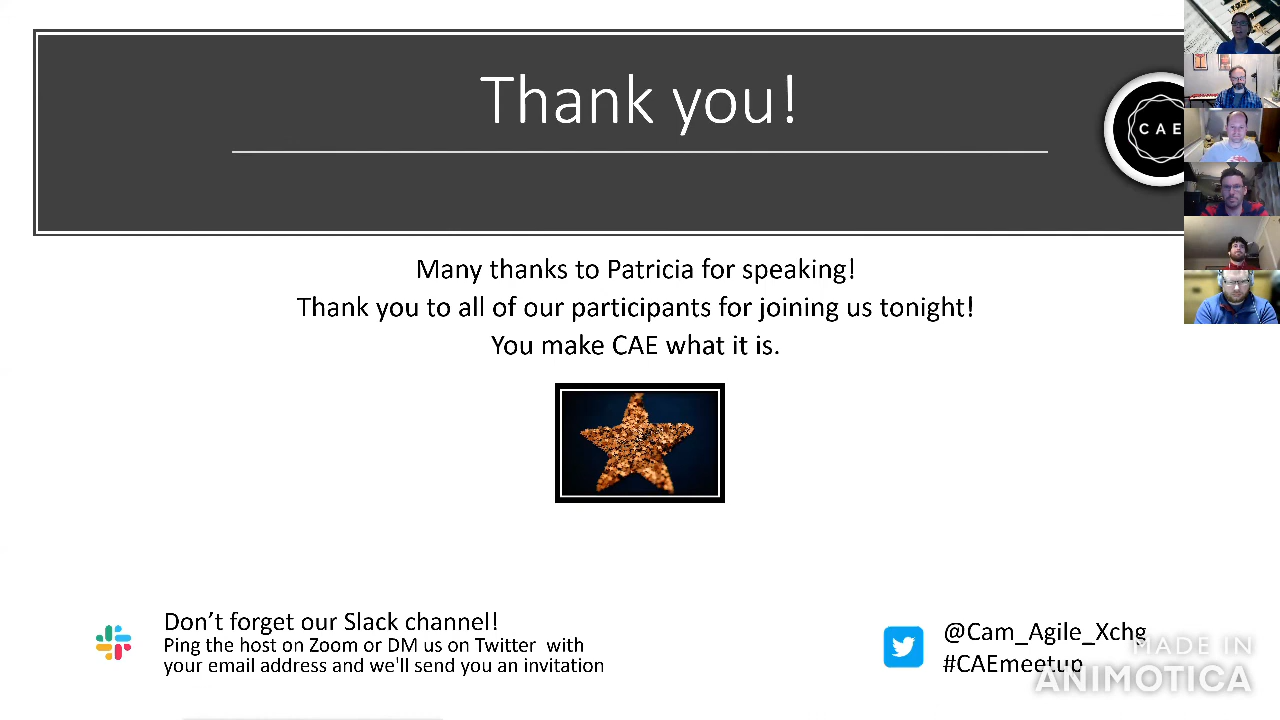 Thank you!
C A E
Many thanks to Patricia for speaking!
Thank you to all of our participants for joining us tonight!
You make CAE what it is.
Don’t forget our Slack channel!
Ping the host on Zoom or DM us on Twitter with
your email address and we'll send you an invitation
@Cam_Agile_Xchg
#CAEmeetup
MADE IN
ANIMOTICA